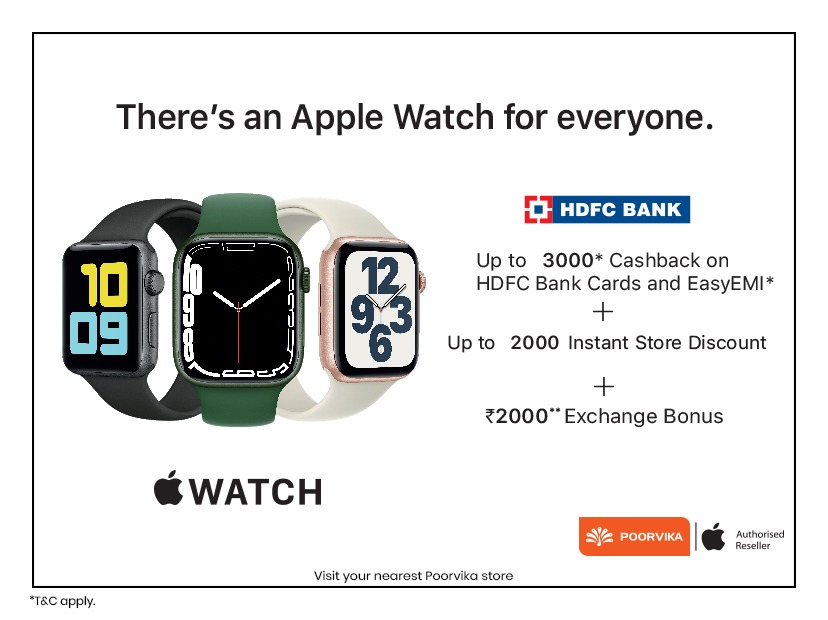 There's an Apple Watch for everyone.
10
09
12
9 3
6
HDFC BANK
Up to 3000* Cashback on
HDFC Bank Cards and EasyEMI*
+
Up to 2000 Instant Store Discount
+
₹2000** Exchange Bonus
WATCH
POORVIKA
Authorised
Reseller
Visit your nearest Poorvika store
*T&C apply.